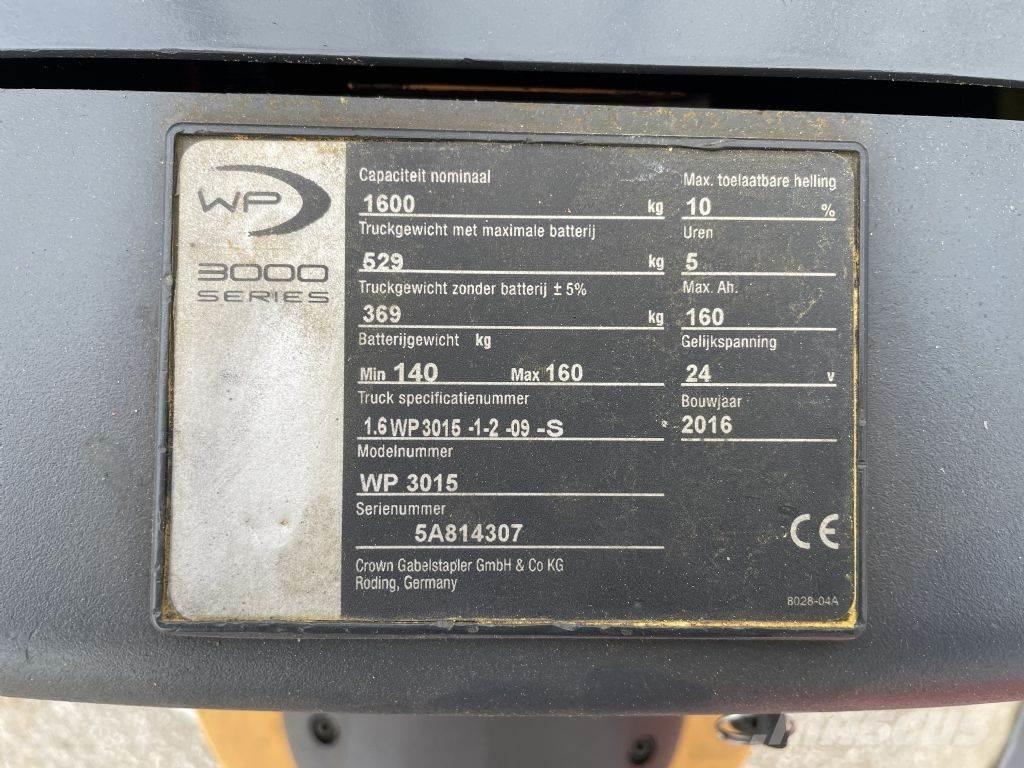 WP
3000
SERIES
Capaciteit nominaal
1600 kg
Truckgewicht met maximale batterij
529 kg
Truckgewicht zonder batterij ± 5%
369 kg
Batterijgewicht kg
Min 140 Max 160
Truck specificatienummer
1.6 WP 3015 -1-2 -09 -S
Modelnummer
WP 3015
Serienummer
5A814307
Crown Gabelstapler GmbH & Co KG
Roding, Germany
Max. toelaatbare helling
10 %
Uren
5
Max. Ah.
160
Gelijkspanning
24 v
Bouwjaar
2016
CE
8028-04A
Mascus